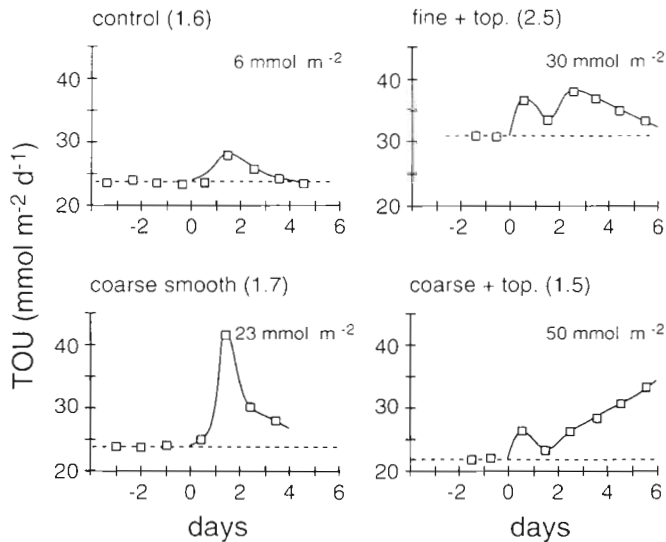 control (1.6)
6 mmol m-2
40
30
20
-2 0 2 4 6
fine + top. (2.5)
30 mmol m-2
40
30
20
-2 0 2 4 6
TOU (mmol m-2 d-1)
coarse smooth (1.7)
23 mmol m-2
40
30
20
-2 0 2 4 6
days
coarse + top. (1.5)
50 mmol m-2
40
30
20
-2 0 2 4 6
days